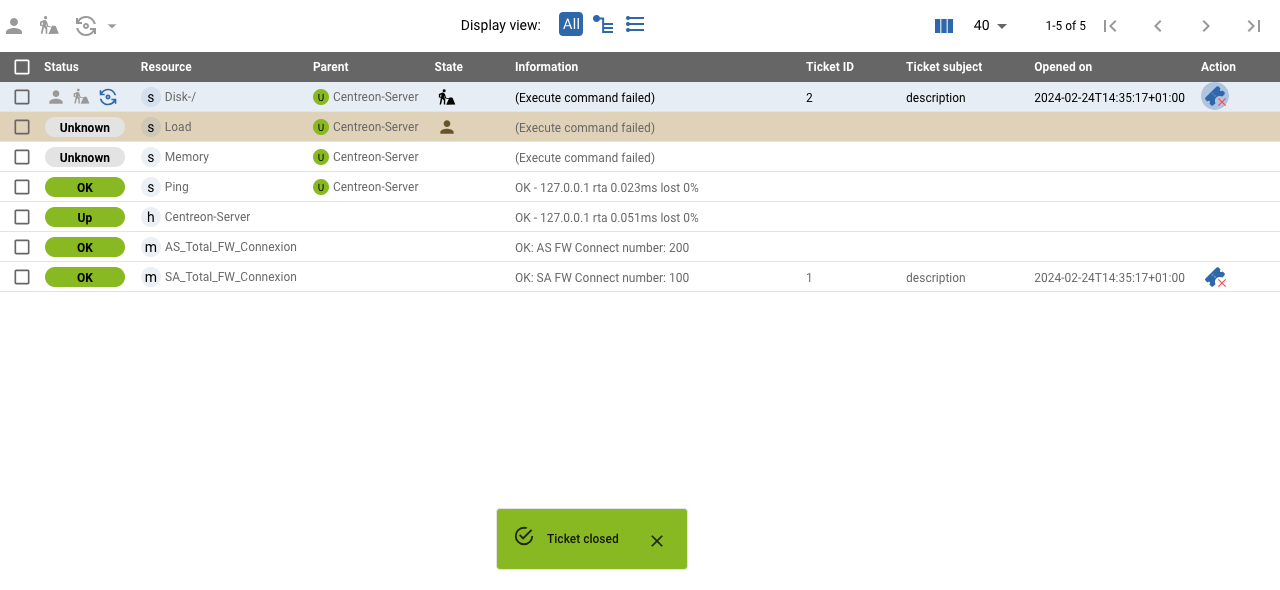 Display view: All 40 1-5 of 5
Status Resource Parent State Information Ticket ID Ticket subject Opened on Action
s Disk-/ U Centreon-Server (Execute command failed) 2 description 2024-02-24T14:35:17+01:00
Unknown s Load U Centreon-Server (Execute command failed)
Unknown s Memory U Centreon-Server (Execute command failed)
OK s Ping U Centreon-Server OK - 127.0.0.1 rta 0.023ms lost 0%
Up h Centreon-Server OK - 127.0.0.1 rta 0.051ms lost 0%
OK m AS_Total_FW_Connexion OK: AS FW Connect number: 200
OK m SA_Total_FW_Connexion OK: SA FW Connect number: 100 1 description 2024-02-24T14:35:17+01:00
Ticket closed